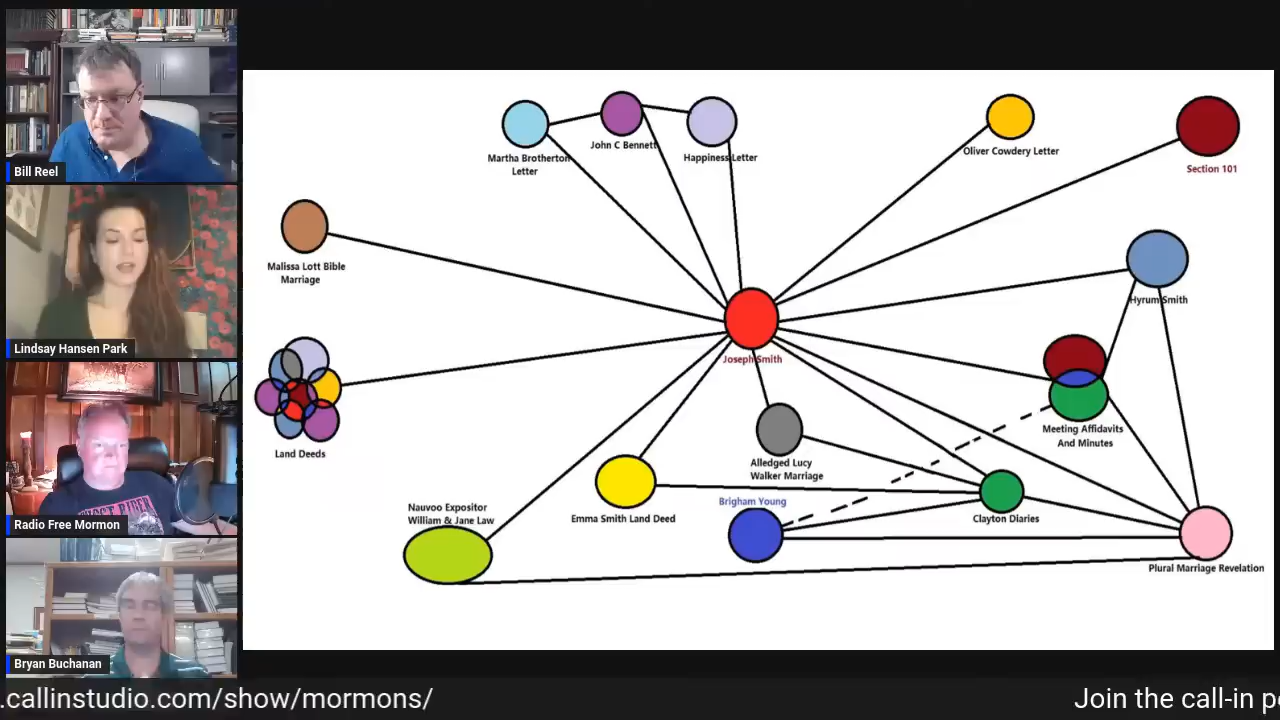 Bill Reel
Lindsay Hansen Park
Radio Free Mormon
Bryan Buchanan
Martha Brotherton
Letter
John C Bennett
Happiness Letter
Oliver Cowdery Letter
Section 101
Malissa Lott Bible
Marriage
Hyrum Smith
Joseph Smith
Land Deeds
Meeting Affidavits
And Minutes
Alledged Lucy
Walker Marriage
Nauvoo Expositor
William & Jane Law
Emma Smith Land Deed
Brigham Young
Clayton Diaries
Plural Marriage Revelation
.callinstudio.com/show/mormons/
Join the call-in